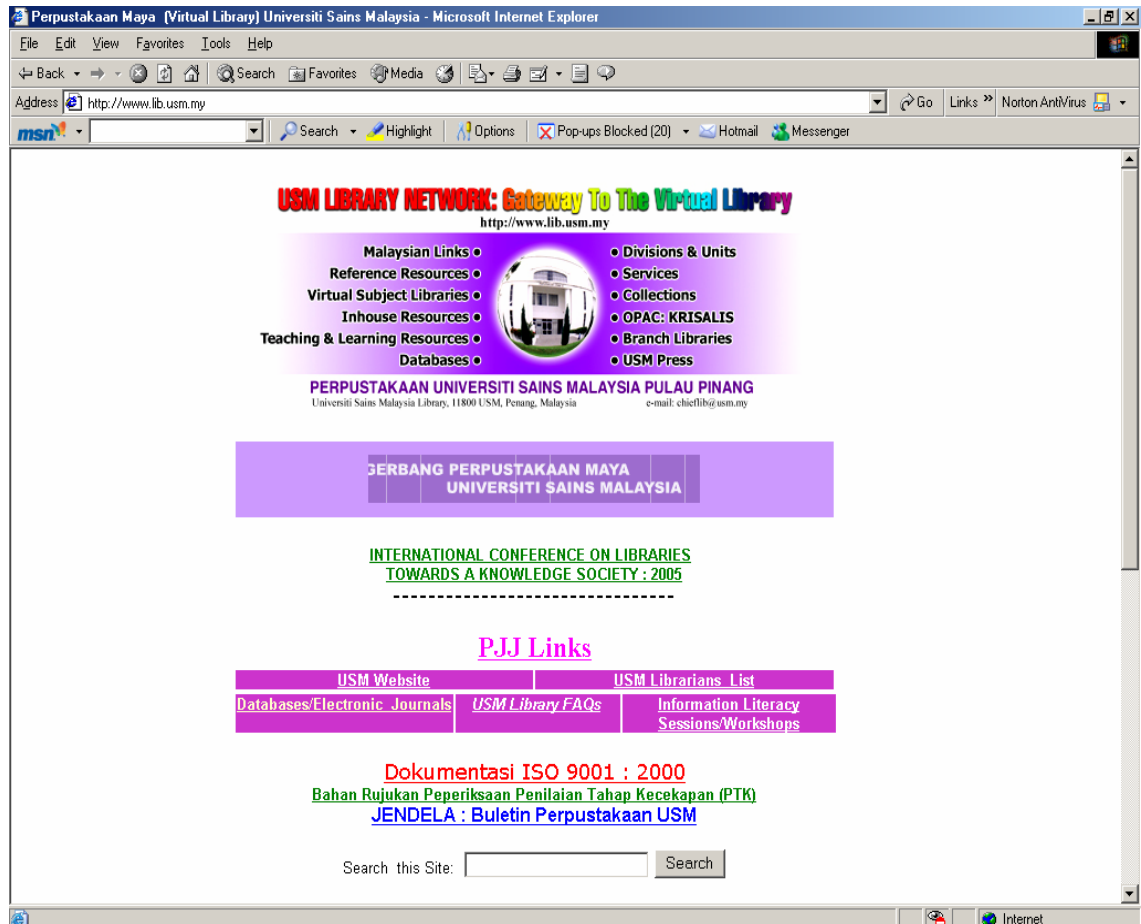 Perpustakaan Maya (Virtual Library) Universiti Sains Malaysia - Microsoft Internet Explorer
File Edit View Favorites Tools Help
Back Search Favorites Media
Address http://www.lib.usm.my Go Links » Norton AntiVirus
msn Search Highlight Options Pop-ups Blocked (20) Hotmail Messenger
USM LIBRARY NETWORK: Gateway To The Virtual Library
http://www.lib.usm.my
Malaysian Links • • Divisions & Units
Reference Resources • • Services
Virtual Subject Libraries • • Collections
Inhouse Resources • • OPAC: KRISALIS
Teaching & Learning Resources • • Branch Libraries
Databases • • USM Press
PERPUSTAKAAN UNIVERSITI SAINS MALAYSIA PULAU PINANG
Universiti Sains Malaysia Library, 11800 USM, Penang, Malaysia e-mail: chieflib@usm.my
GERBANG PERPUSTAKAAN MAYA
UNIVERSITI SAINS MALAYSIA
INTERNATIONAL CONFERENCE ON LIBRARIES
TOWARDS A KNOWLEDGE SOCIETY : 2005
--------------------------------
PJJ Links
USM Website USM Librarians List
Databases/Electronic Journals USM Library FAQs Information Literacy
Sessions/Workshops
Dokumentasi ISO 9001 : 2000
Bahan Rujukan Peperiksaan Penilaian Tahap Kecekapan (PTK)
JENDELA : Buletin Perpustakaan USM
Search this Site: Search
Internet